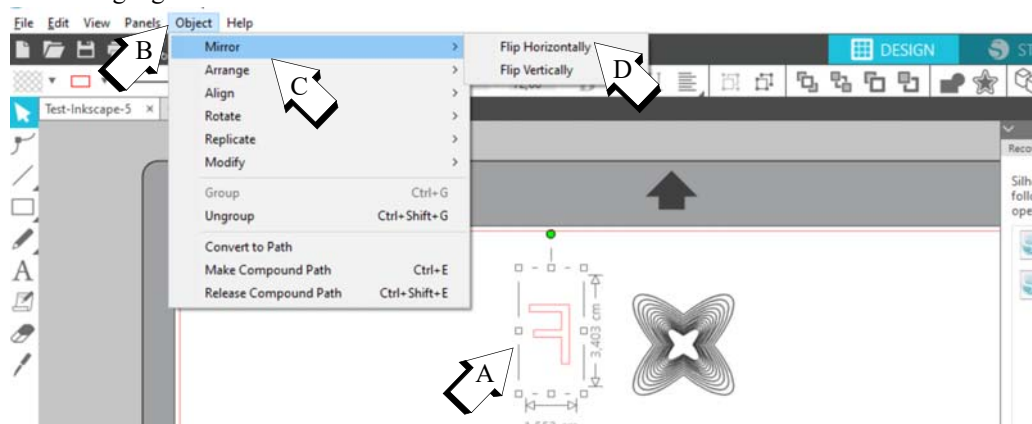 File Edit View Panels Object Help
B
Mirror
Flip Horizontally
DESIGN
Arrange
Flip Vertically
D
C
Align
Test-Inkscape-5 ×
Rotate
Replicate
Modify
Group Ctrl+G
Ungroup Ctrl+Shift+G
Convert to Path
Make Compound Path Ctrl+E
Release Compound Path Ctrl+Shift+E
A
3,403 cm
A